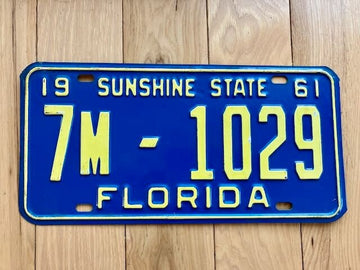 19 SUNSHINE STATE 61
7M - 1029
FLORIDA